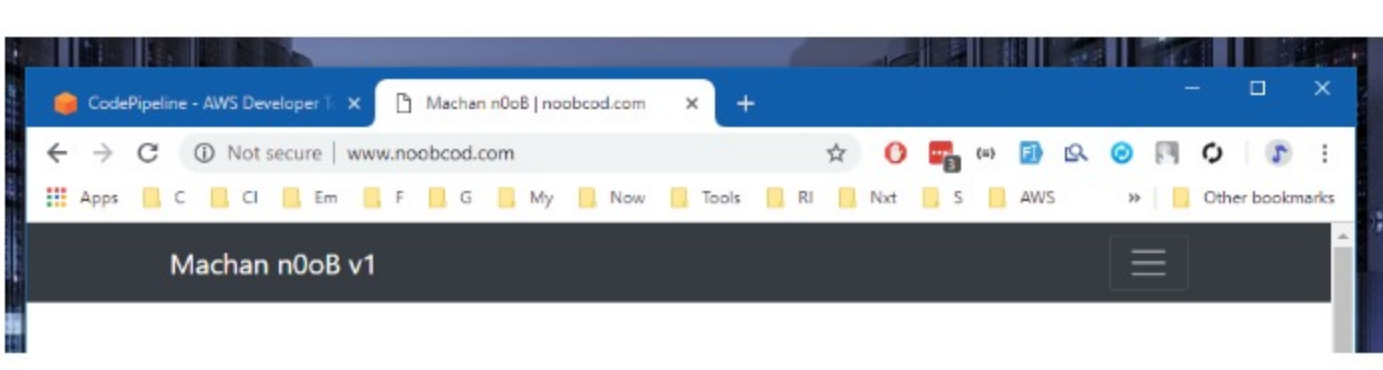 CodePipeline - AWS Developer T
Machan n0oB | noobcod.com
Not secure | www.noobcod.com
3
Apps C CI Em F G My Now Tools RI Nxt S AWS » Other bookmarks
Machan n0oB v1